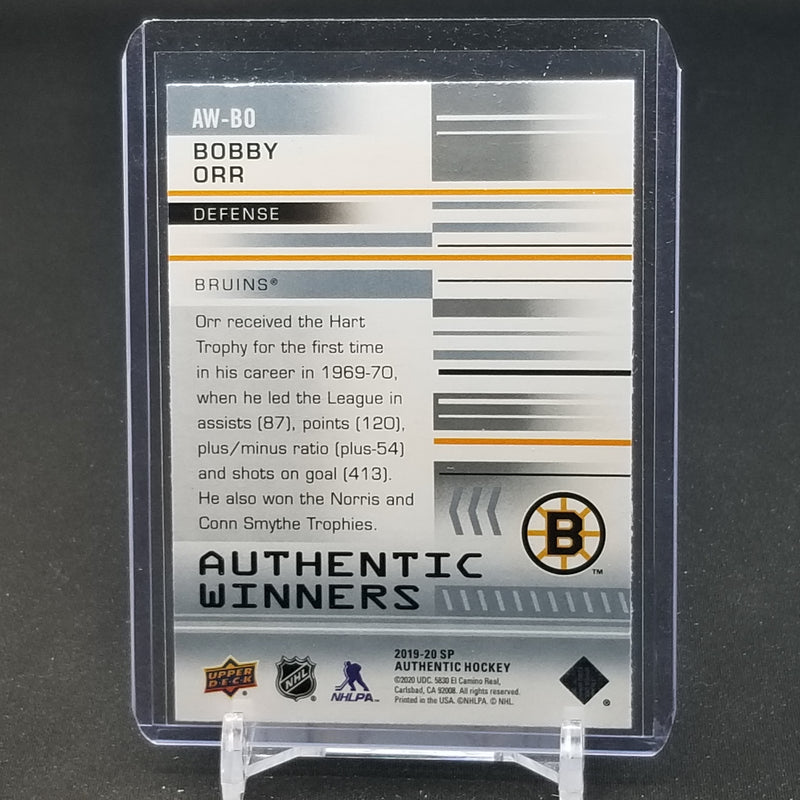 AW-BO
BOBBY
ORR
DEFENSE
BRUINS®
Orr received the Hart
Trophy for the first time
in his career in 1969-70,
when he led the League in
assists (87), points (120),
plus/minus ratio (plus-54)
and shots on goal (413).
He also won the Norris and
Conn Smythe Trophies.
B
™
AUTHENTIC
WINNERS
UPPER
D·E·C·K
®
NHL
NHLPA™
2019-20 SP
AUTHENTIC HOCKEY
©2020 UDC. 5830 El Camino Real,
Carlsbad, CA 92008. All rights reserved.
Printed in the USA. ©NHLPA. © NHL.
®